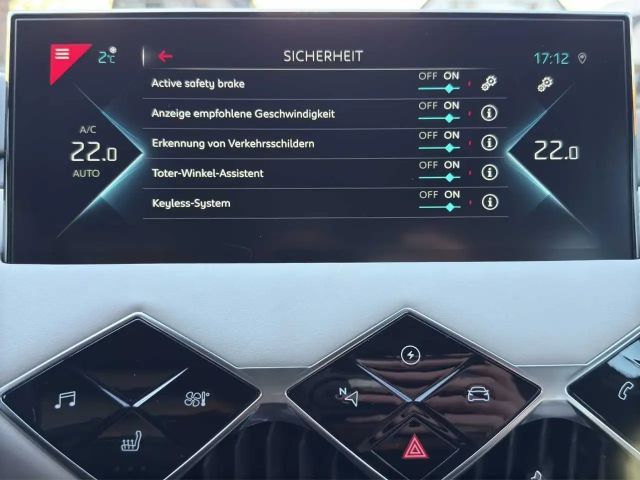 2°C
SICHERHEIT
17:12
Active safety brake OFF ON
Anzeige empfohlene Geschwindigkeit OFF ON
Erkennung von Verkehrsschildern OFF ON
Toter-Winkel-Assistent OFF ON
Keyless-System OFF ON
A/C
22.0
AUTO
22.0
N